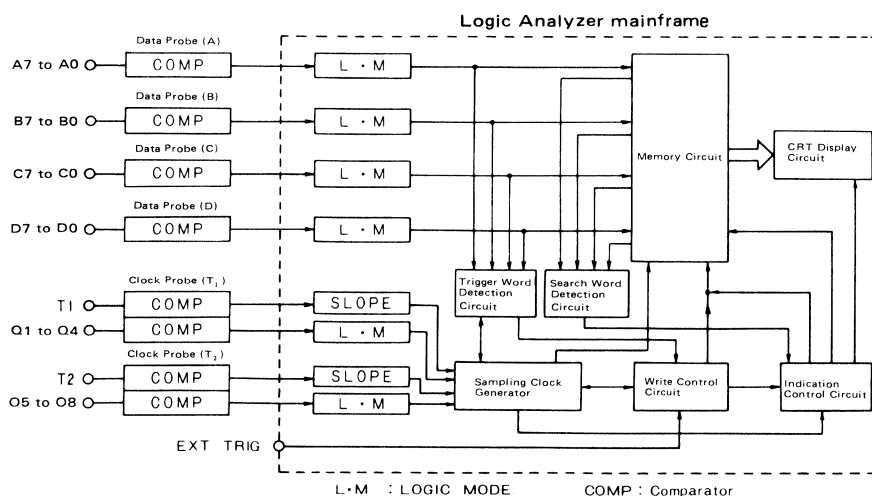 Logic Analyzer mainframe
Data Probe (A)
A7 to A0 COMP L・M
Data Probe (B)
B7 to B0 COMP L・M
Data Probe (C)
C7 to C0 COMP L・M
Data Probe (D)
D7 to D0 COMP L・M
Memory Circuit
CRT Display
Circuit
Clock Probe (T₁)
T1 COMP SLOPE
Q1 to Q4 COMP L・M
Clock Probe (T₂)
T2 COMP SLOPE
O5 to O8 COMP L・M
Trigger Word
Detection
Circuit
Search Word
Detection
Circuit
Sampling Clock
Generator
Write Control
Circuit
Indication
Control Circuit
EXT TRIG
L・M : LOGIC MODE COMP : Comparator